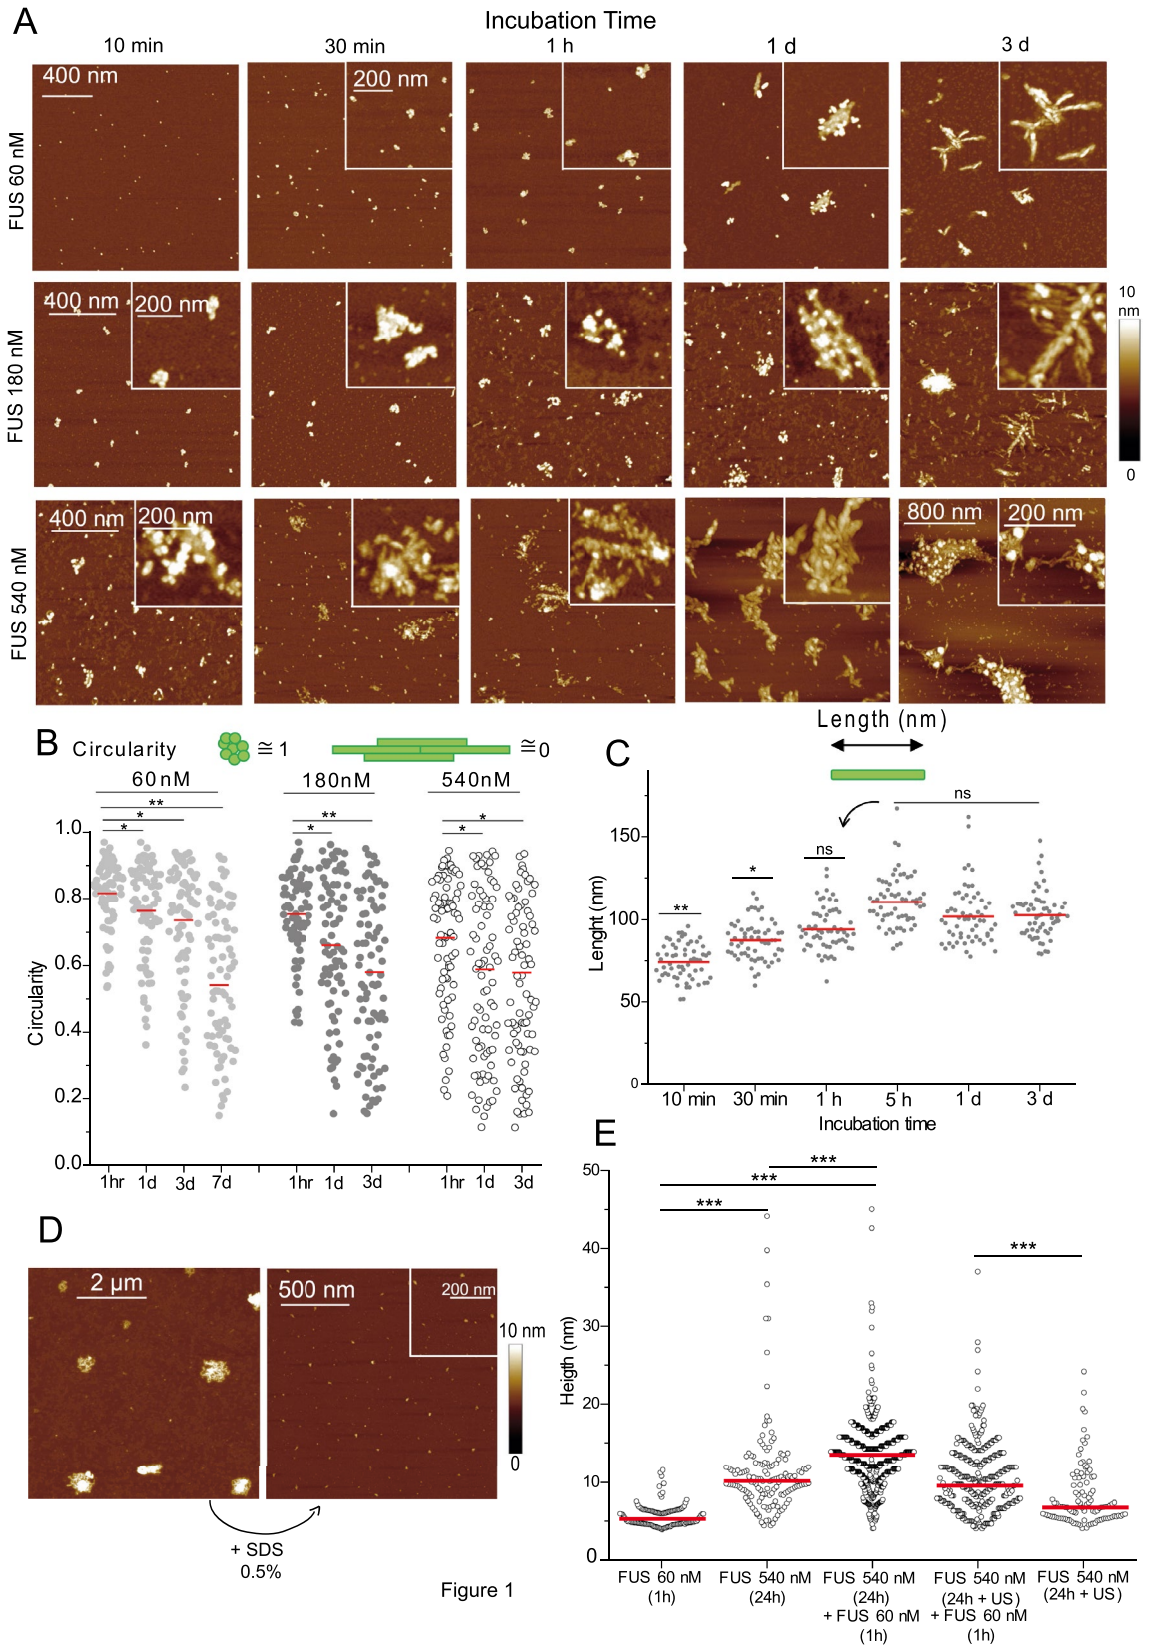 A
Incubation Time
10 min
30 min
1 h
1 d
3 d
FUS 60 nM
400 nm
200 nm
FUS 180 nM
400 nm
200 nm
10
nm
0
FUS 540 nM
400 nm
200 nm
800 nm
200 nm
B
Circularity
≅ 1
≅0
60nM
180nM
540nM
**
*
*
**
*
*
*
1.0
0.8
0.6
0.4
0.2
0.0
Circularity
1hr
1d
3d
7d
1hr
1d
3d
1hr
1d
3d
C
Length (nm)
ns
ns
*
**
150
100
50
0
Lenght (nm)
10 min
30 min
1 h
5 h
1 d
3 d
Incubation time
D
2 µm
500 nm
200 nm
10 nm
0
+ SDS
0.5%
Figure 1
E
***
***
***
***
50
40
30
20
10
0
Heigth (nm)
FUS 60 nM
(1h)
FUS 540 nM
(24h)
FUS 540 nM
(24h)
+ FUS 60 nM
(1h)
FUS 540 nM
(24h + US)
+ FUS 60 nM
(1h)
FUS 540 nM
(24h + US)